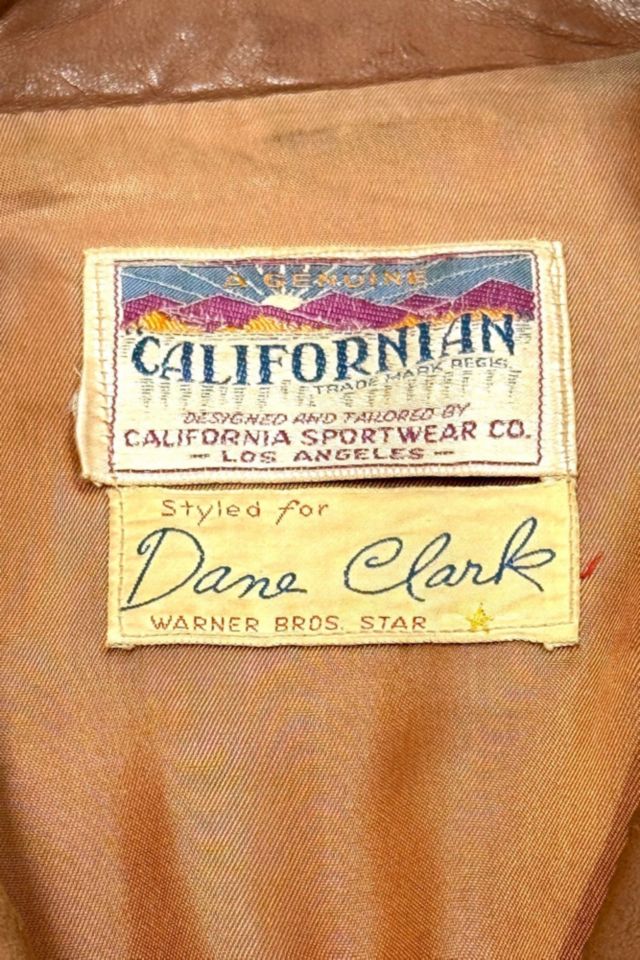 A GENUINE
"CALIFORNIAN"
TRADE MARK REGIS.
DESIGNED AND TAILORED BY
CALIFORNIA SPORTWEAR CO.
– LOS ANGELES –
Styled for
Dane Clark
WARNER BROS. STAR